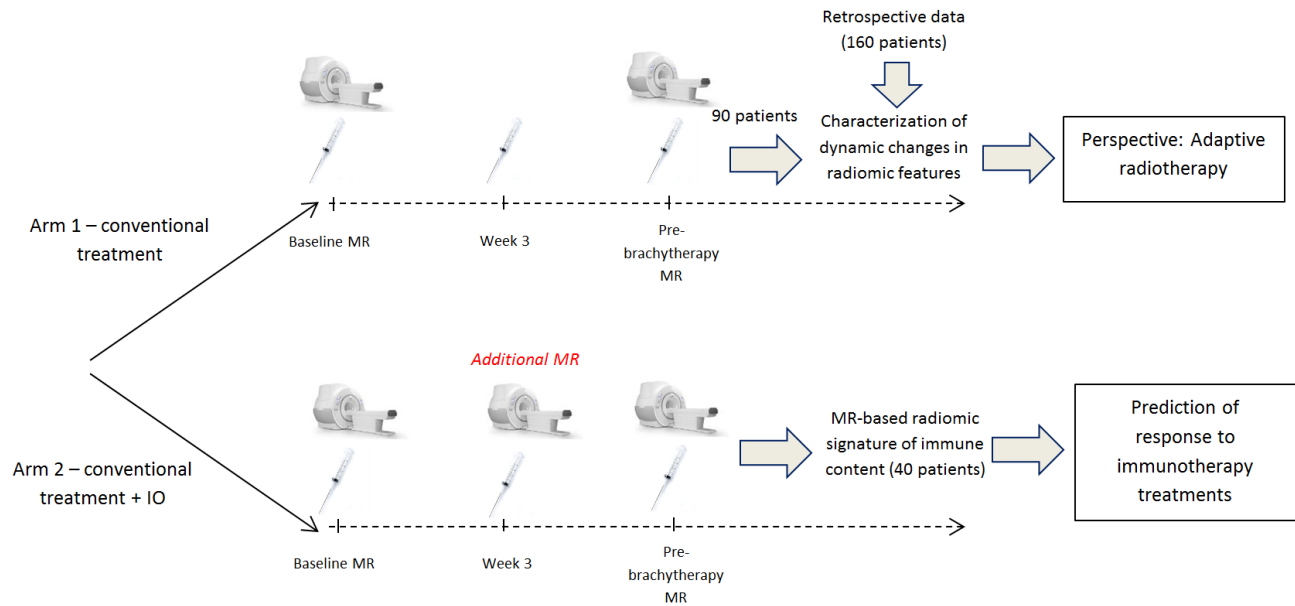 Retrospective data
(160 patients)
90 patients
Characterization of
dynamic changes in
radiomic features
Perspective: Adaptive
radiotherapy
Arm 1 – conventional
treatment
Baseline MR
Week 3
Pre-
brachytherapy
MR
Additional MR
Arm 2 – conventional
treatment + IO
MR-based radiomic
signature of immune
content (40 patients)
Prediction of
response to
immunotherapy
treatments
Baseline MR
Week 3
Pre-
brachytherapy
MR